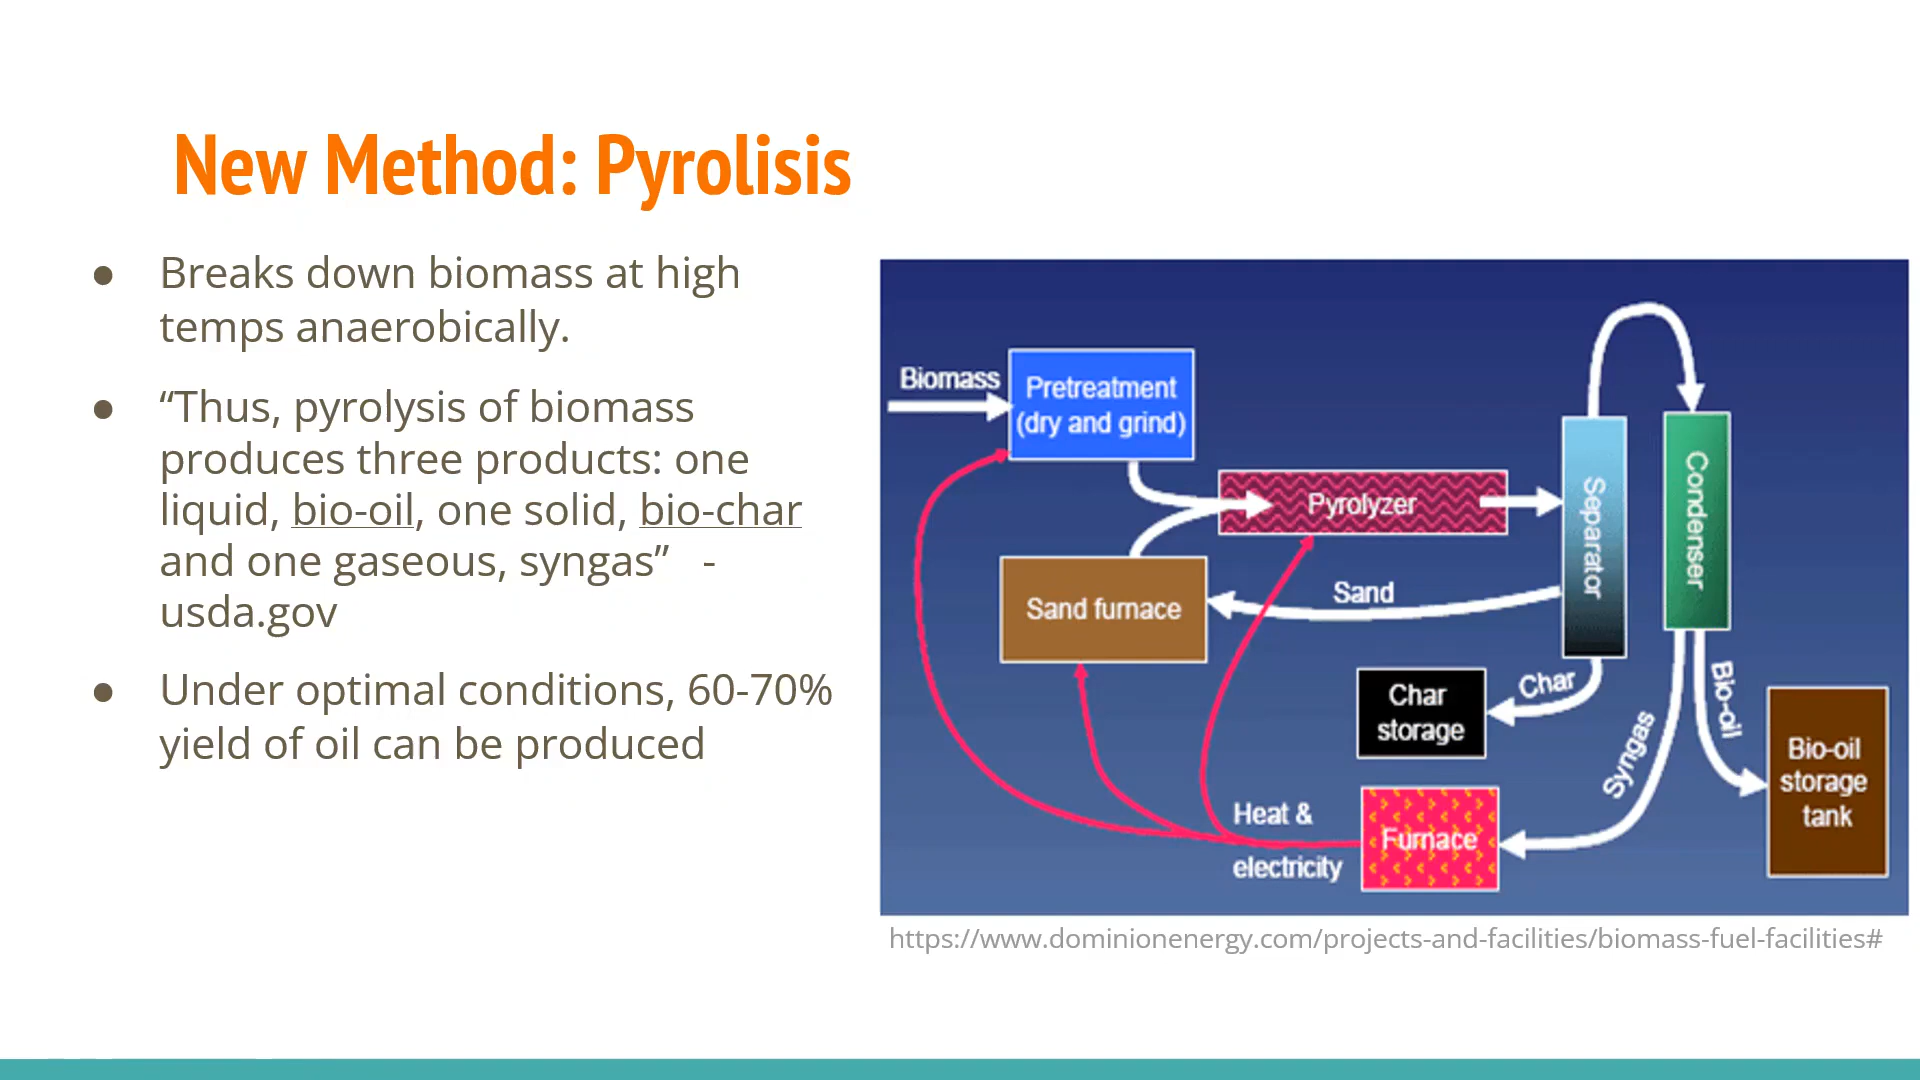 New Method: Pyrolisis
● Breaks down biomass at high
temps anaerobically.
● “Thus, pyrolysis of biomass
produces three products: one
liquid, bio-oil, one solid, bio-char
and one gaseous, syngas” -
usda.gov
● Under optimal conditions, 60-70%
yield of oil can be produced
Biomass
Pretreatment
(dry and grind)
Pyrolyzer
Separator
Condenser
Sand furnace
Sand
Char
storage
Char
Syngas
Bio-oil
Bio-oil
storage
tank
Heat &
electricity
Furnace
https://www.dominionenergy.com/projects-and-facilities/biomass-fuel-facilities#